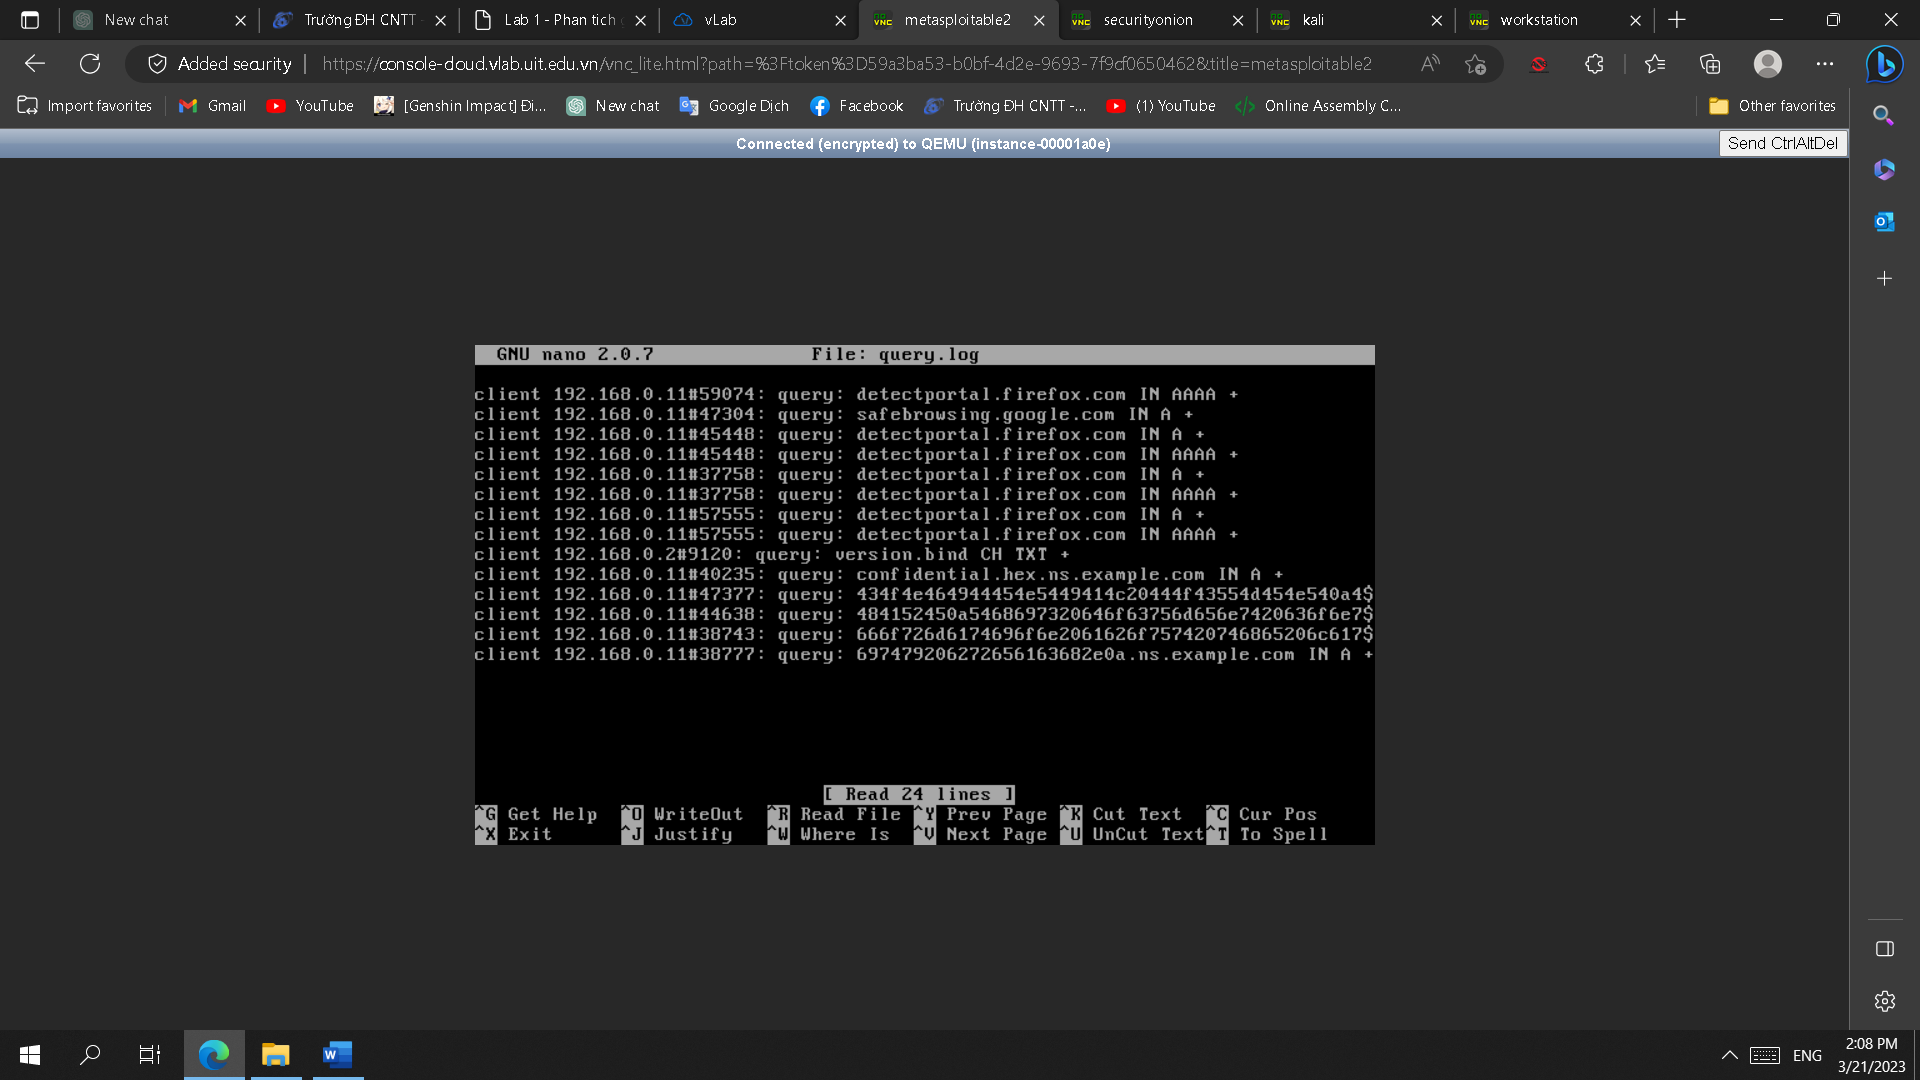 New chat
Trường ĐH CNTT -
Lab 1 - Phan tich
vLab
metasploitable2
securityonion
kali
workstation
Added security
https://console-cloud.vlab.uit.edu.vn/vnc_lite.html?path=%3Ftoken%3D59a3ba53-b0bf-4d2e-9693-7f9cf0650462&title=metasploitable2
Import favorites
Gmail
YouTube
[Genshin Impact] Đi...
New chat
Google Dịch
Facebook
Trường ĐH CNTT -...
(1) YouTube
Online Assembly C...
Other favorites
Connected (encrypted) to QEMU (instance-00001a0e)
Send CtrlAltDel
GNU nano 2.0.7 File: query.log
client 192.168.0.11#59074: query: detectportal.firefox.com IN AAAA +
client 192.168.0.11#47304: query: safebrowsing.google.com IN A +
client 192.168.0.11#45448: query: detectportal.firefox.com IN A +
client 192.168.0.11#45448: query: detectportal.firefox.com IN AAAA +
client 192.168.0.11#37758: query: detectportal.firefox.com IN A +
client 192.168.0.11#37758: query: detectportal.firefox.com IN AAAA +
client 192.168.0.11#57555: query: detectportal.firefox.com IN A +
client 192.168.0.11#57555: query: detectportal.firefox.com IN AAAA +
client 192.168.0.2#9120: query: version.bind CH TXT +
client 192.168.0.11#40235: query: confidential.hex.ns.example.com IN A +
client 192.168.0.11#47377: query: 434f4e464944454e5449414c20444f43554d454e540a4$
client 192.168.0.11#44638: query: 484152450a5468697320646f63756d656e7420636f6e7$
client 192.168.0.11#38743: query: 666f726d6174696f6e2061626f757420746865206c617$
client 192.168.0.11#38777: query: 697479206272656163682e0a.ns.example.com IN A +
[ Read 24 lines ]
^G Get Help ^O WriteOut ^R Read File ^Y Prev Page ^K Cut Text ^C Cur Pos
^X Exit ^J Justify ^W Where Is ^V Next Page ^U UnCut Text ^T To Spell
ENG
2:08 PM
3/21/2023